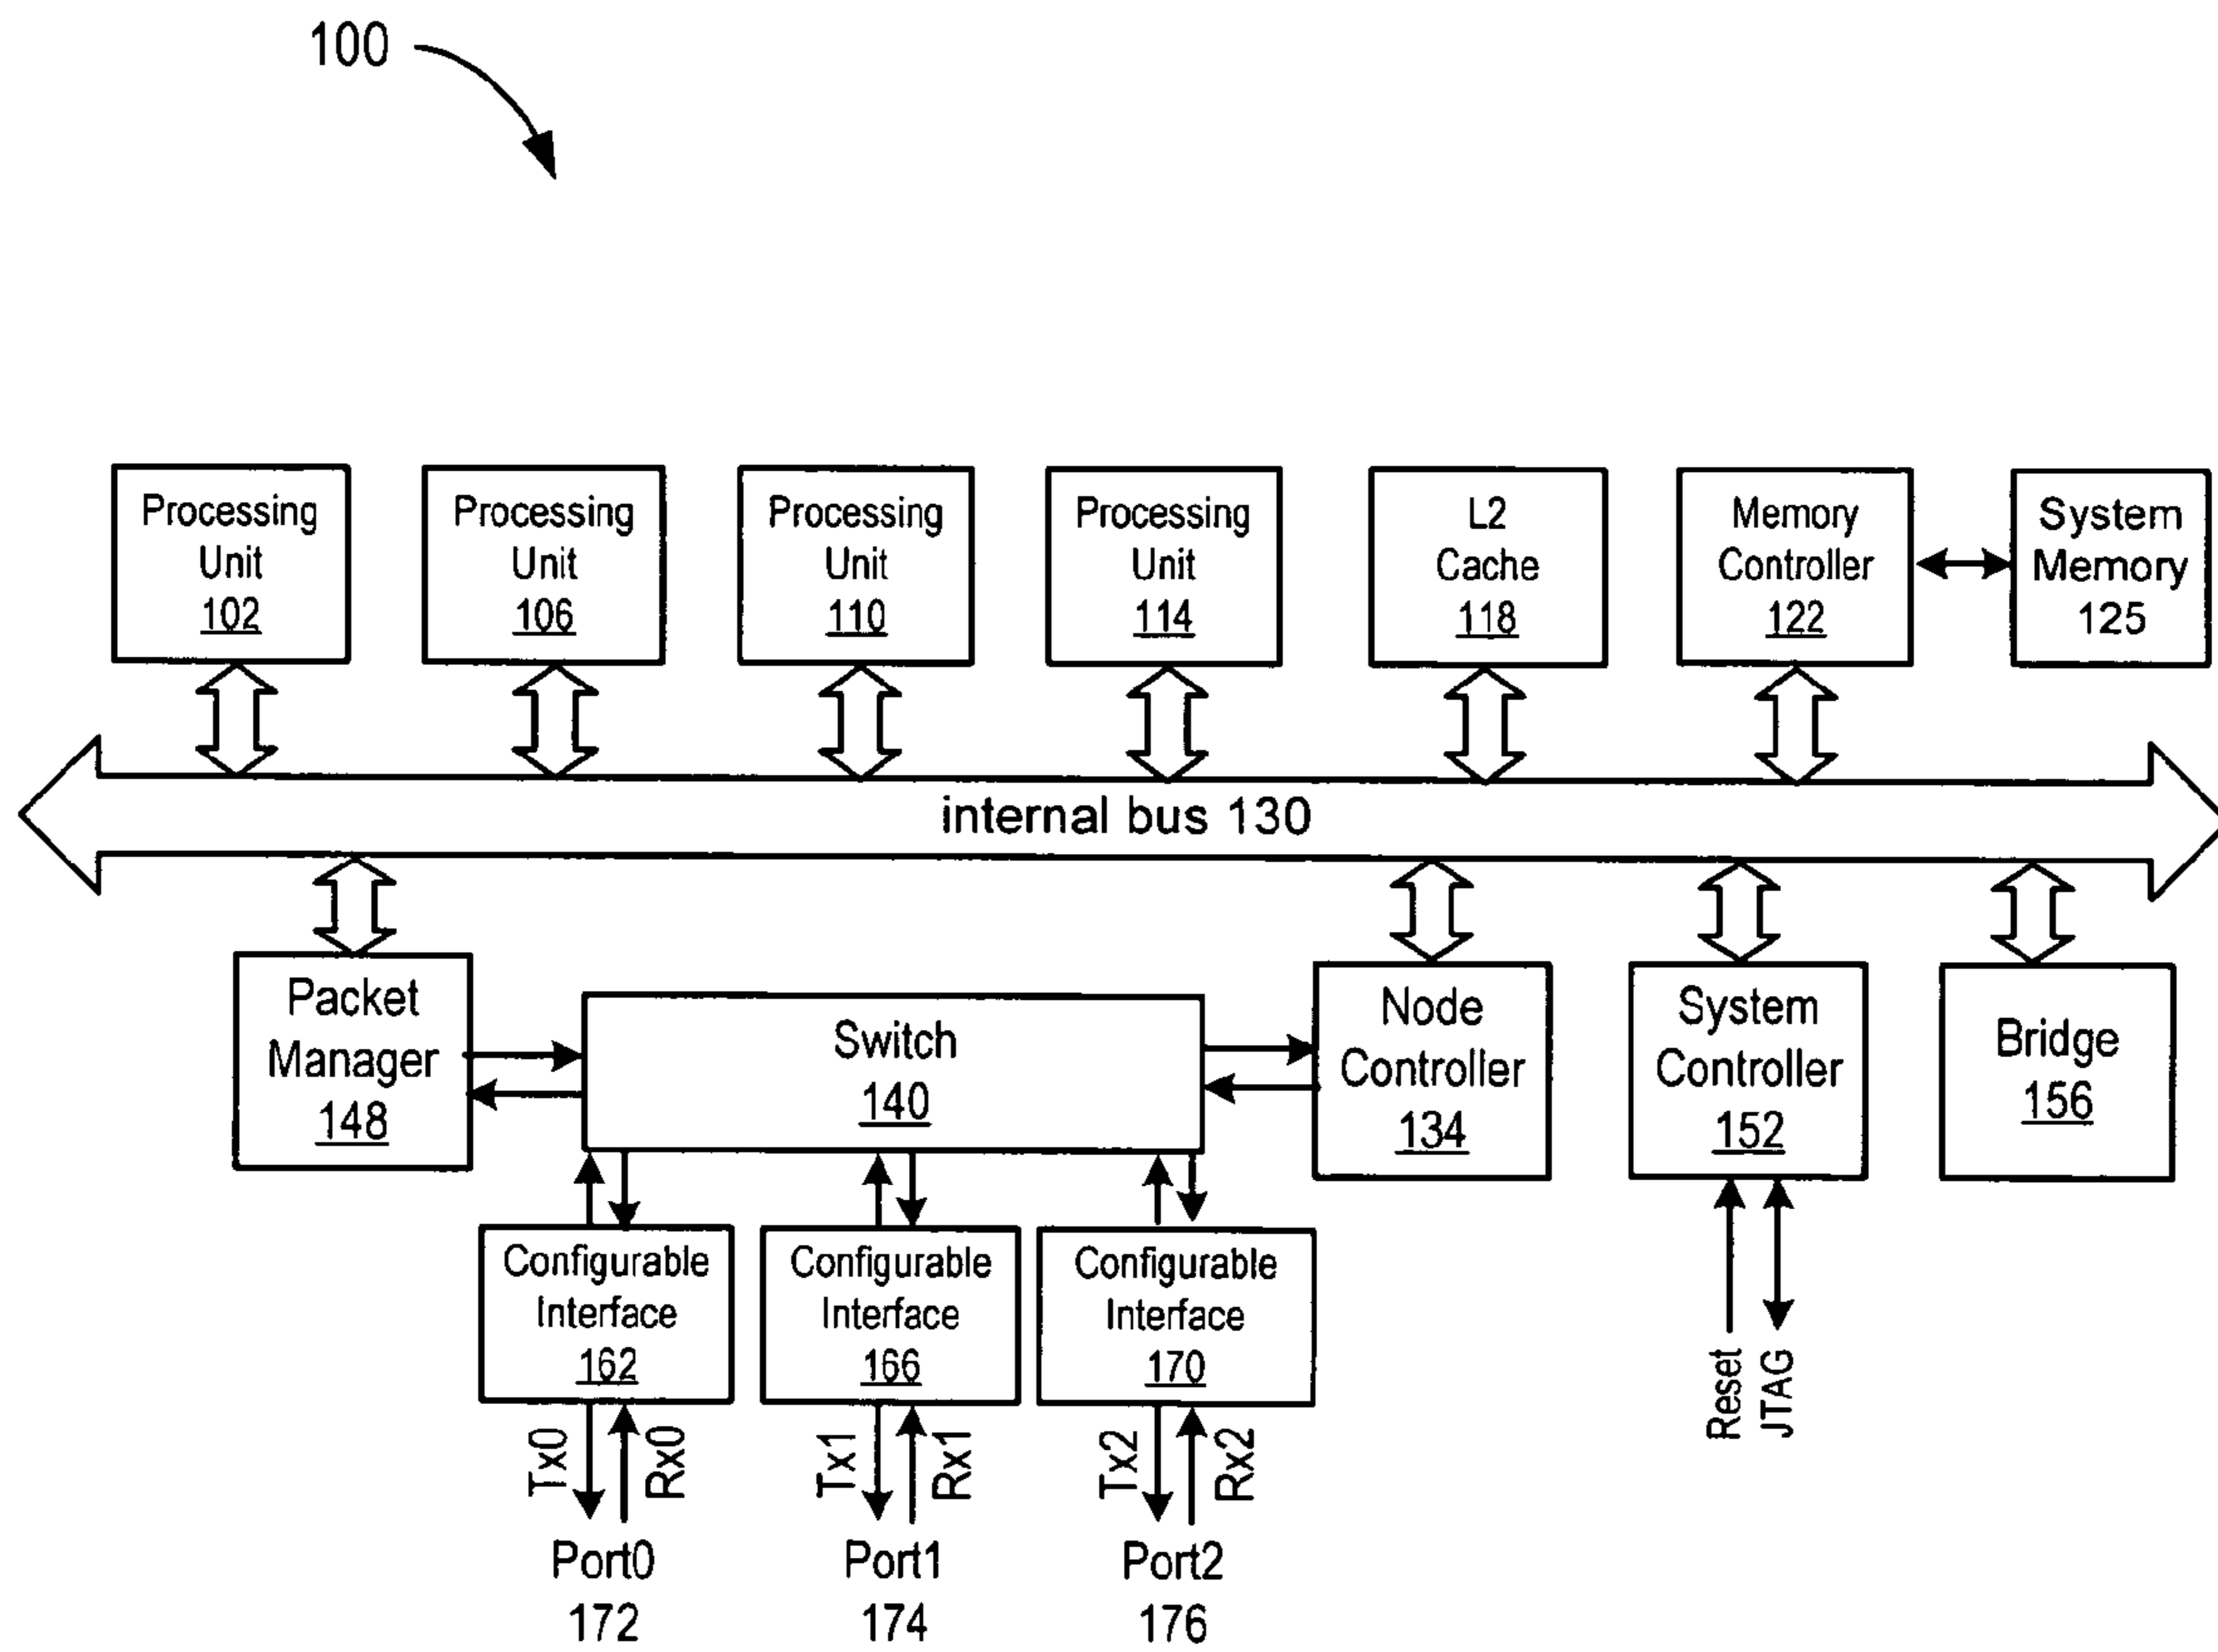 100
Processing
Unit
102
Processing
Unit
106
Processing
Unit
110
Processing
Unit
114
L2
Cache
118
Memory
Controller
122
System
Memory
125
internal bus 130
Packet
Manager
148
Switch
140
Node
Controller
134
System
Controller
152
Bridge
156
Configurable
Interface
162
Configurable
Interface
166
Configurable
Interface
170
Reset
JTAG
Tx0
Rx0
Tx1
Rx1
Tx2
Rx2
Port0
172
Port1
174
Port2
176